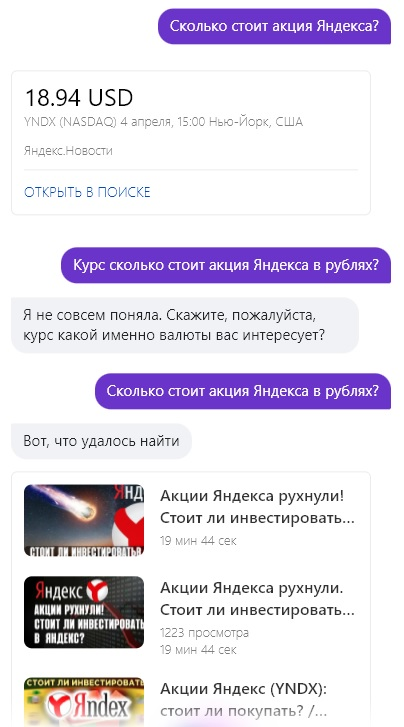 Сколько стоит акция Яндекса?
18.94 USD
YNDX (NASDAQ) 4 апреля, 15:00 Нью-Йорк, США
Яндекс.Новости
ОТКРЫТЬ В ПОИСКЕ
Курс сколько стоит акция Яндекса в рублях?
Я не совсем поняла. Скажите, пожалуйста,
курс какой именно валюты вас интересует?
Сколько стоит акция Яндекса в рублях?
Вот, что удалось найти
ЯНД
СТОИТ ЛИ ИНВЕСТИРОВАТЬ
Акции Яндекса рухнули!
Стоит ли инвестировать...
19 мин 44 сек
Яндекс
АКЦИИ РУХНУЛИ!
СТОИТ ЛИ ИНВЕСТИРОВАТЬ
В ЯНДЕКС?
Акции Яндекса рухнули.
Стоит ли инвестировать...
1223 просмотра
19 мин 44 сек
СТОИТ ЛИ ИНВЕСТИРОВАТЬ
Яndex
Акции Яндекс (YNDX):
стоит ли покупать? /...